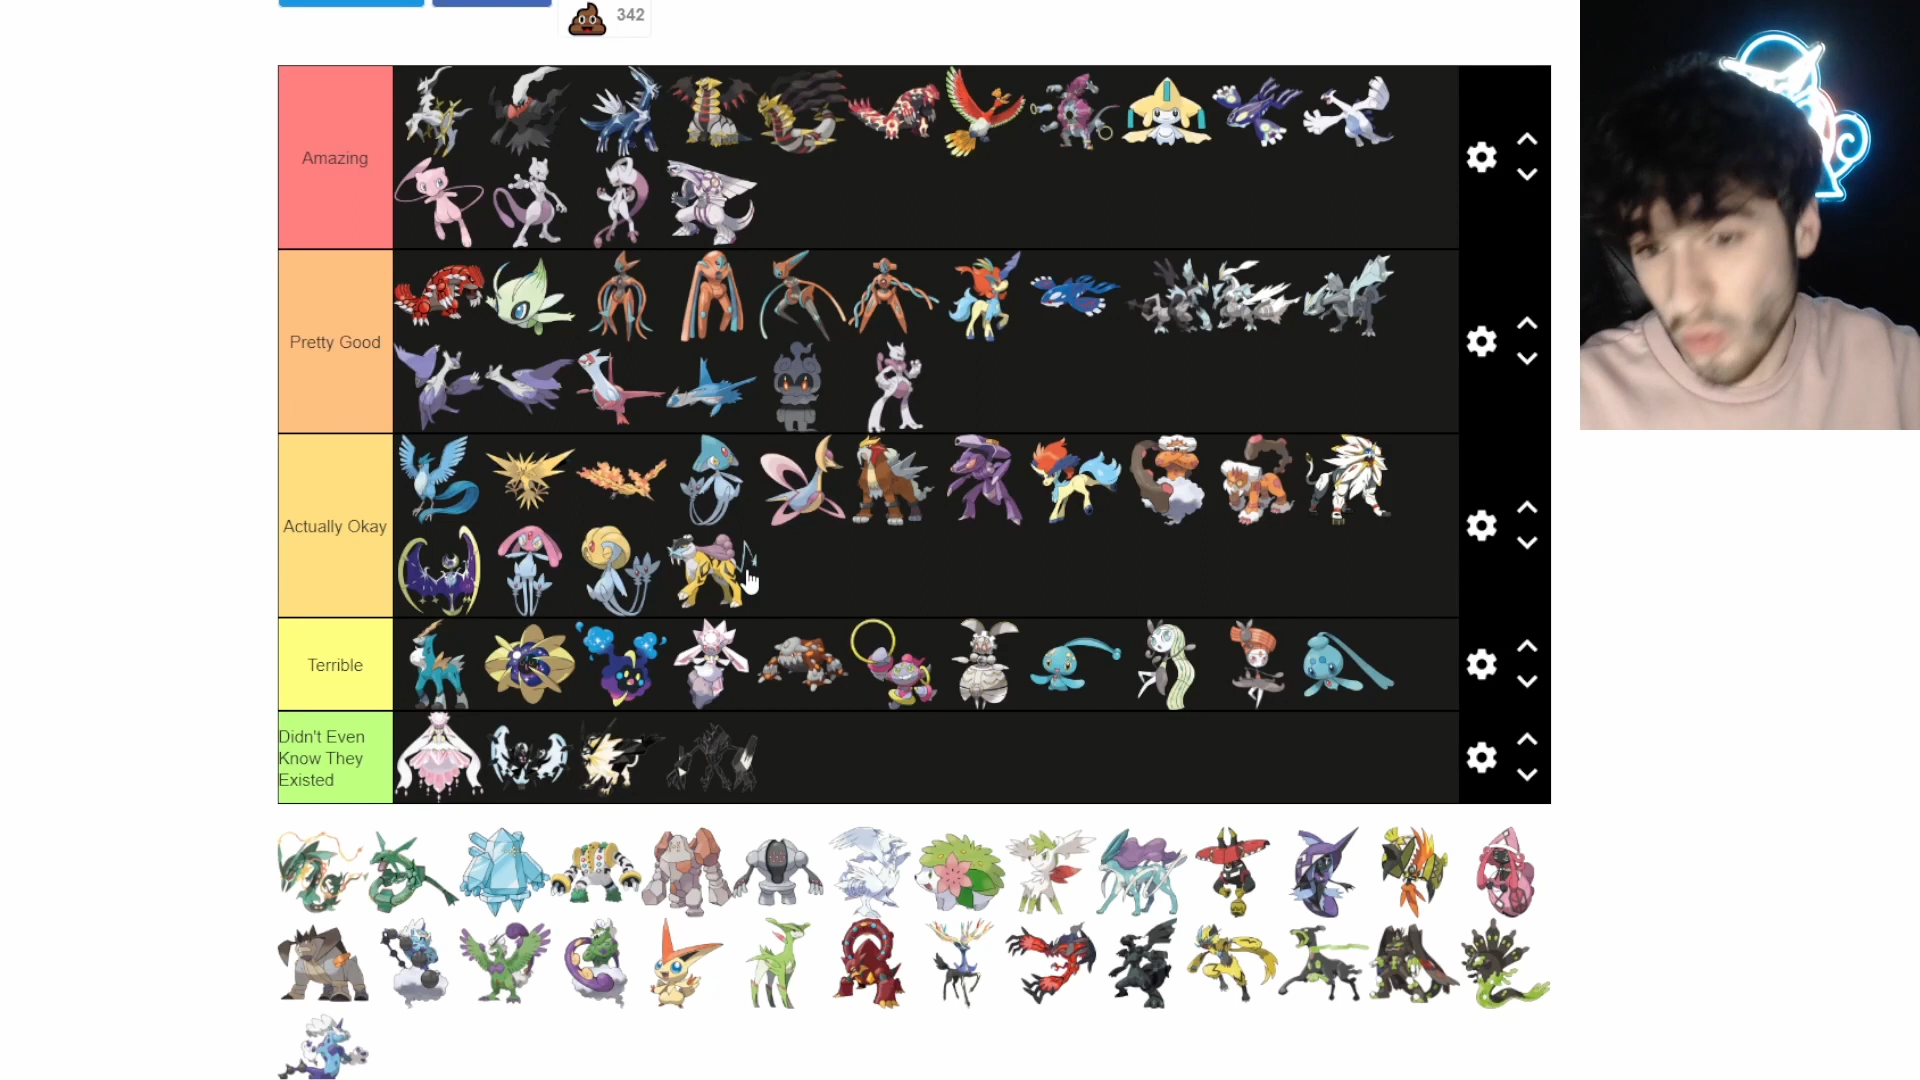 342
Amazing
Pretty Good
Actually Okay
Terrible
Didn't Even
Know They
Existed